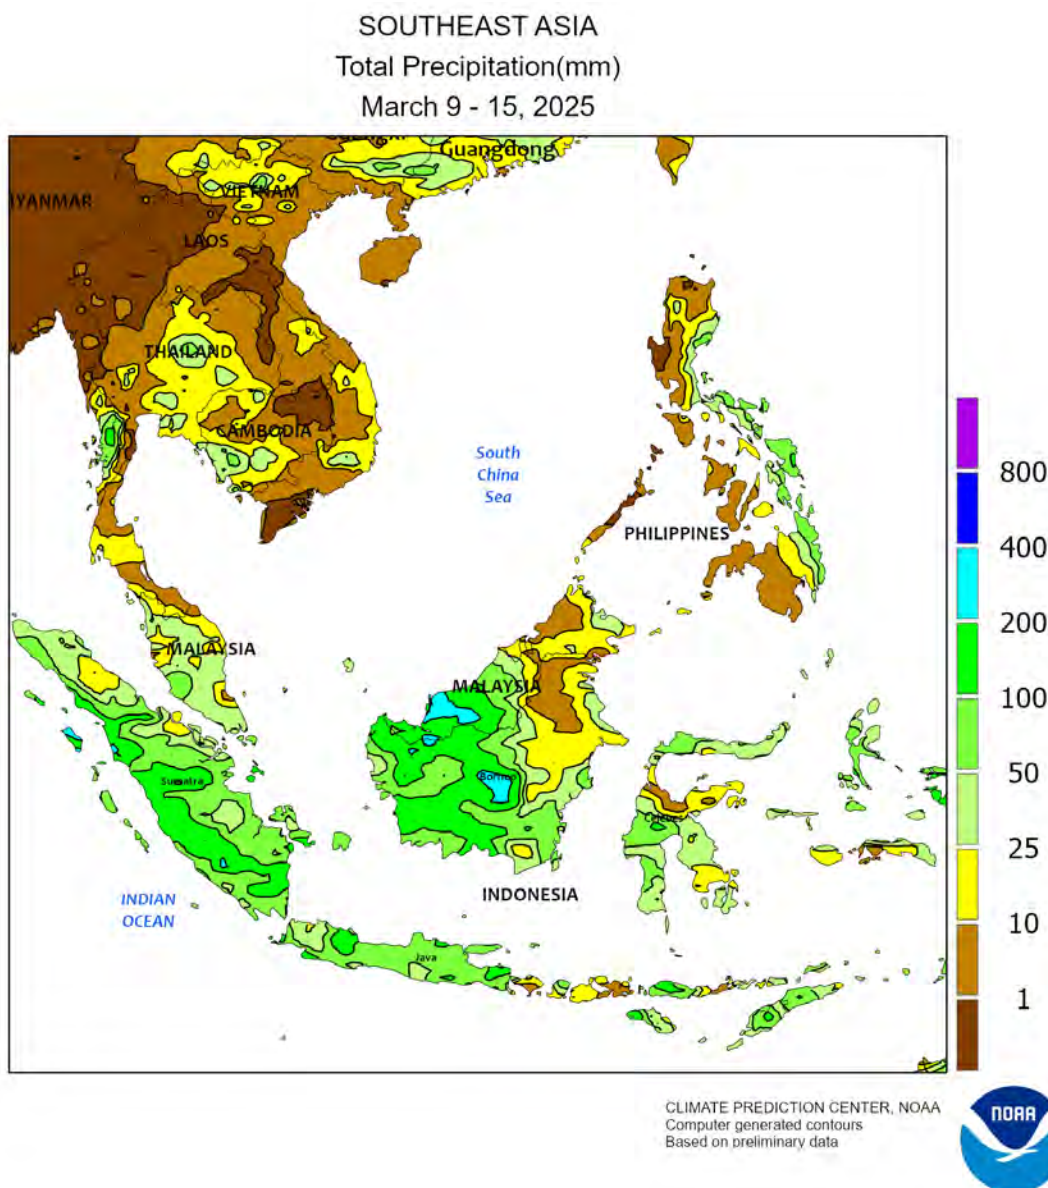 SOUTHEAST ASIA
Total Precipitation(mm)
March 9 - 15, 2025
Guangdong
VIETNAM
YANMAR
LAOS
THAILAND
CAMBODIA
South
China
Sea
PHILIPPINES
MALAYSIA
MALAYSIA
Sumatra
Borneo
INDONESIA
INDIAN
OCEAN
Java
800
400
200
100
50
25
10
1
CLIMATE PREDICTION CENTER, NOAA
Computer generated contours
Based on preliminary data
NOAA